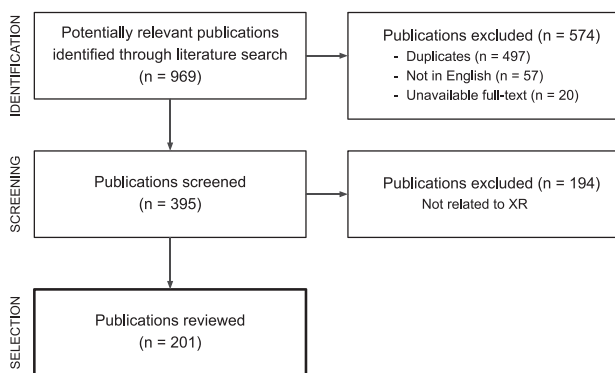 IDENTIFICATION
Potentially relevant publications
identified through literature search
(n = 969)
Publications excluded (n = 574)
- Duplicates (n = 497)
- Not in English (n = 57)
- Unavailable full-text (n = 20)
SCREENING
Publications screened
(n = 395)
Publications excluded (n = 194)
Not related to XR
SELECTION
Publications reviewed
(n = 201)